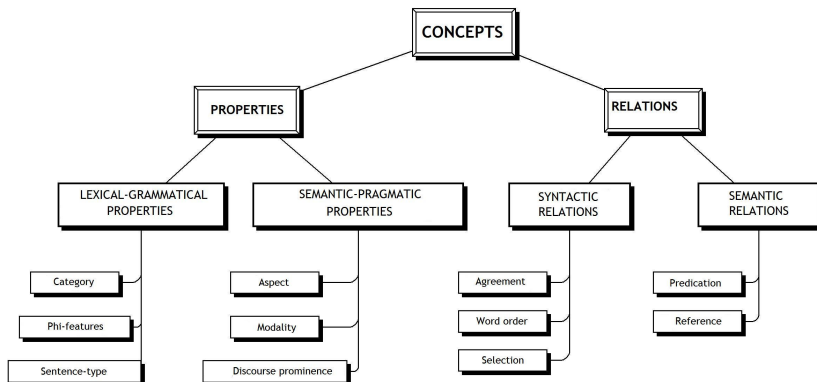 CONCEPTS
PROPERTIES
RELATIONS
LEXICAL-GRAMMATICAL
PROPERTIES
SEMANTIC-PRAGMATIC
PROPERTIES
SYNTACTIC
RELATIONS
SEMANTIC
RELATIONS
Category
Aspect
Agreement
Predication
Phi-features
Modality
Word order
Reference
Selection
Sentence-type
Discourse prominence